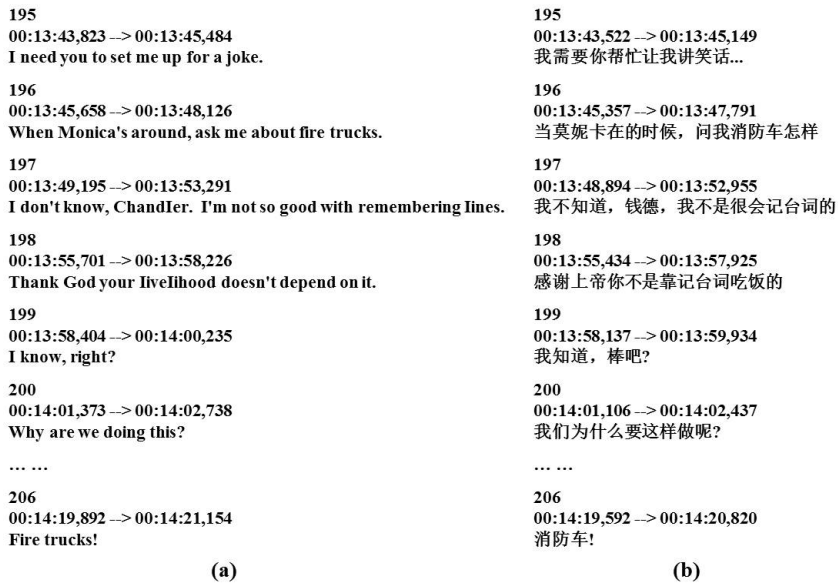 195
00:13:43,823 --> 00:13:45,484
I need you to set me up for a joke.
196
00:13:45,658 --> 00:13:48,126
When Monica's around, ask me about fire trucks.
197
00:13:49,195 --> 00:13:53,291
I don't know, ChandIer. I'm not so good with remembering Iines.
198
00:13:55,701 --> 00:13:58,226
Thank God your IiveIihood doesn't depend on it.
199
00:13:58,404 --> 00:14:00,235
I know, right?
200
00:14:01,373 --> 00:14:02,738
Why are we doing this?
... ...
206
00:14:19,892 --> 00:14:21,154
Fire trucks!
(a)
195
00:13:43,522 --> 00:13:45,149
我需要你帮忙让我讲笑话...
196
00:13:45,357 --> 00:13:47,791
当莫妮卡在的时候，问我消防车怎样
197
00:13:48,894 --> 00:13:52,955
我不知道，钱德，我不是很会记台词的
198
00:13:55,434 --> 00:13:57,925
感谢上帝你不是靠记台词吃饭的
199
00:13:58,137 --> 00:13:59,934
我知道，棒吧?
200
00:14:01,106 --> 00:14:02,437
我们为什么要这样做呢?
... ...
206
00:14:19,592 --> 00:14:20,820
消防车!
(b)